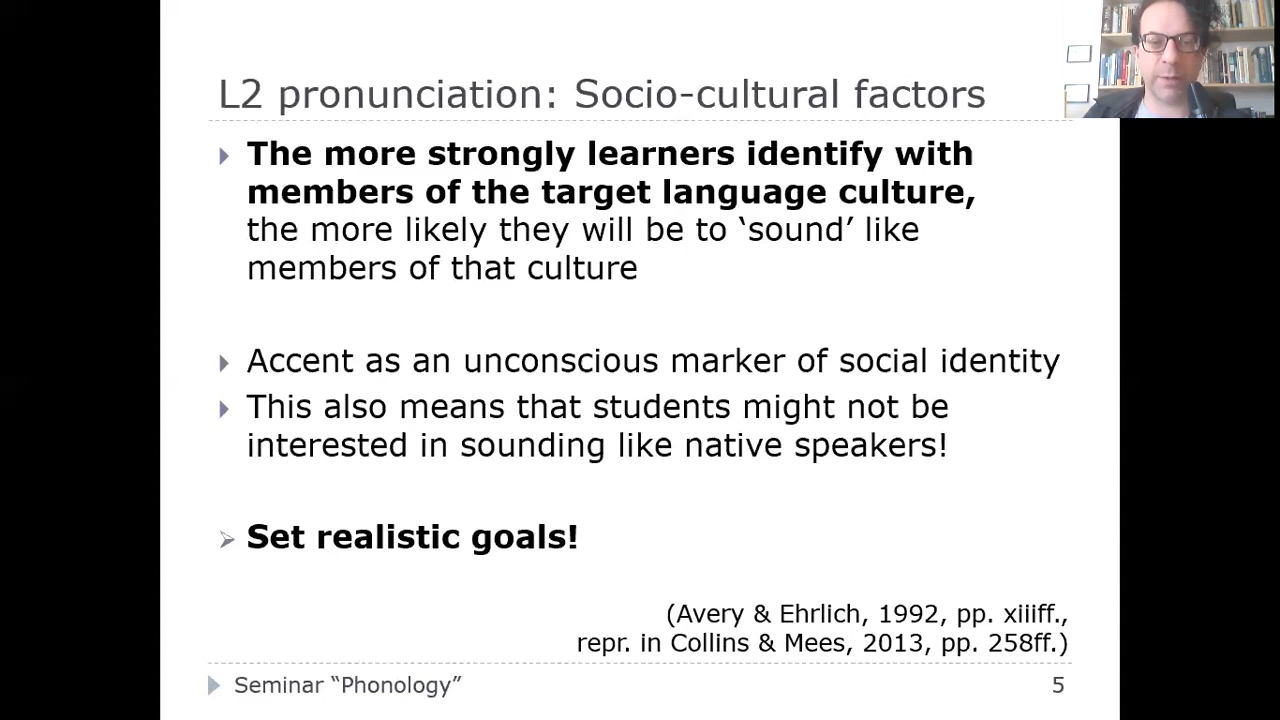 L2 pronunciation: Socio-cultural factors
The more strongly learners identify with
members of the target language culture,
the more likely they will be to ‘sound’ like
members of that culture
Accent as an unconscious marker of social identity
This also means that students might not be
interested in sounding like native speakers!
Set realistic goals!
(Avery & Ehrlich, 1992, pp. xiiiff.,
repr. in Collins & Mees, 2013, pp. 258ff.)
Seminar “Phonology”
5